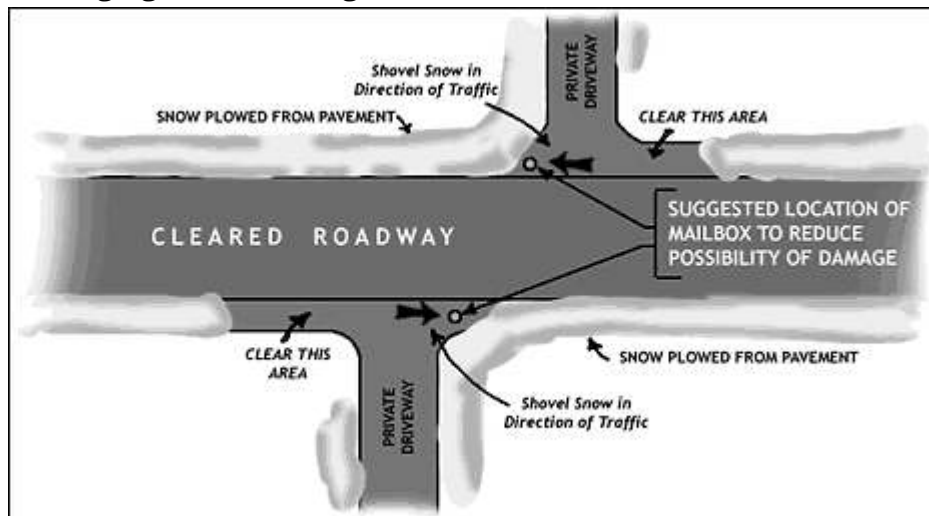 Shovel Snow in
Direction of Traffic
PRIVATE
DRIVEWAY
SNOW PLOWED FROM PAVEMENT
CLEAR THIS AREA
CLEARED ROADWAY
SUGGESTED LOCATION OF
MAILBOX TO REDUCE
POSSIBILITY OF DAMAGE
CLEAR THIS
AREA
SNOW PLOWED FROM PAVEMENT
PRIVATE
DRIVEWAY
Shovel Snow in
Direction of Traffic